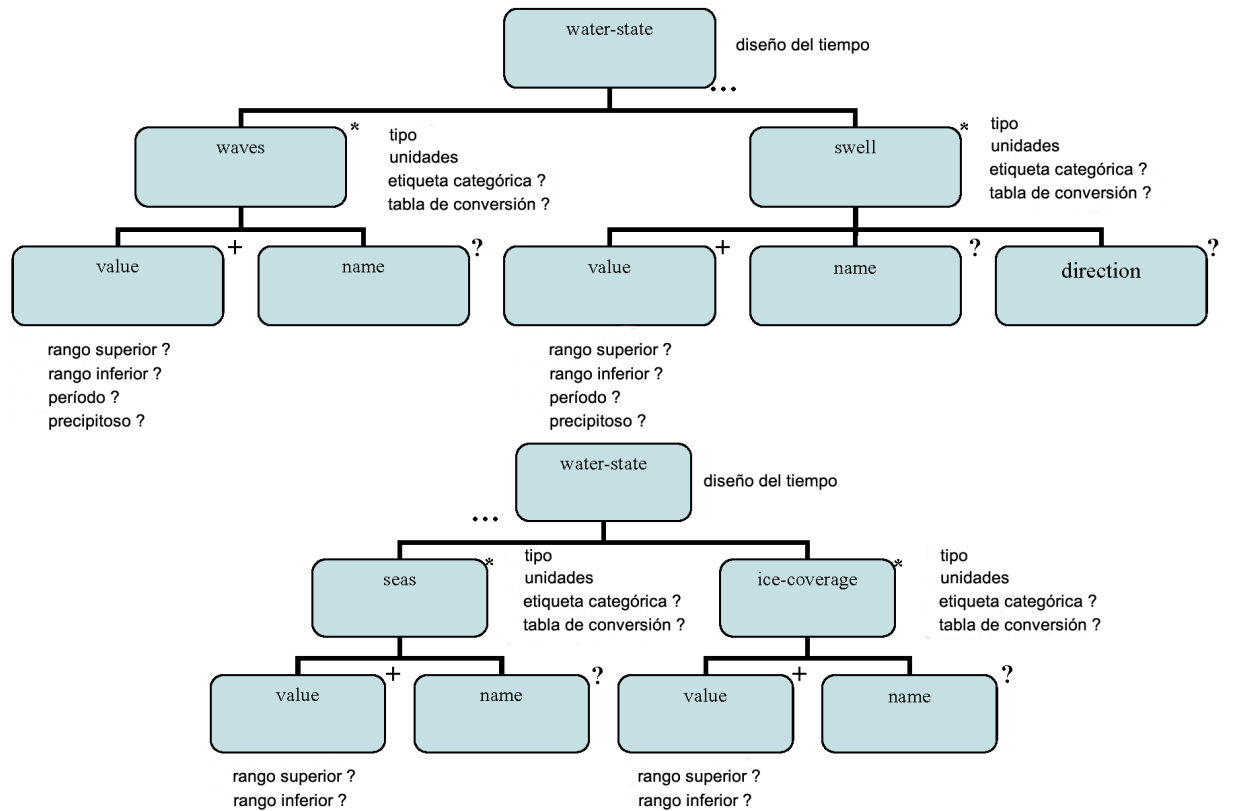 water-state
diseño del tiempo
...
waves
*
tipo
unidades
etiqueta categórica ?
tabla de conversión ?
swell
*
tipo
unidades
etiqueta categórica ?
tabla de conversión ?
value
+
name
?
value
+
name
?
direction
?
rango superior ?
rango inferior ?
período ?
precipitoso ?
rango superior ?
rango inferior ?
período ?
precipitoso ?
water-state
diseño del tiempo
...
seas
*
tipo
unidades
etiqueta categórica ?
tabla de conversión ?
ice-coverage
*
tipo
unidades
etiqueta categórica ?
tabla de conversión ?
value
+
name
?
value
+
name
?
rango superior ?
rango inferior ?
rango superior ?
rango inferior ?